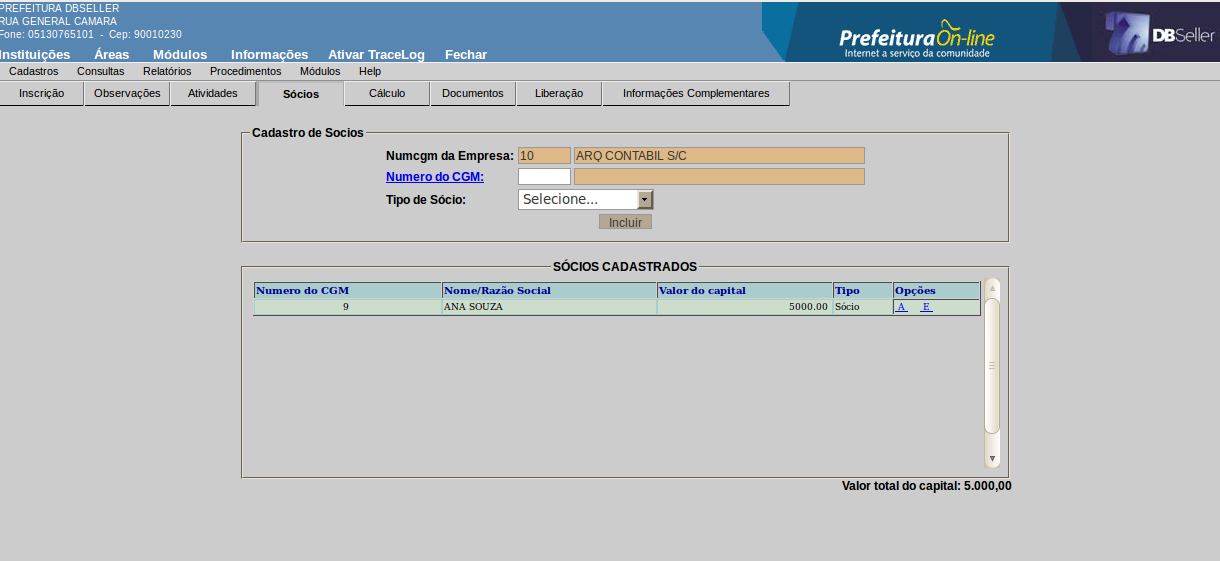 PREFEITURA DBSELLER
RUA GENERAL CAMARA
Fone: 05130765101 - Cep: 90010230
Prefeitura On-line
Internet a serviço da comunidade
DBSeller
Instituições Áreas Módulos Informações Ativar TraceLog Fechar
Cadastros Consultas Relatórios Procedimentos Módulos Help
Inscrição Observações Atividades Sócios Cálculo Documentos Liberação Informações Complementares
Cadastro de Socios
Numcgm da Empresa: 10 ARQ CONTABIL S/C
Numero do CGM:
Tipo de Sócio: Selecione...
Incluir
SÓCIOS CADASTRADOS
Numero do CGM Nome/Razão Social Valor do capital Tipo Opções
9 ANA SOUZA 5000.00 Sócio A E
Valor total do capital: 5.000,00